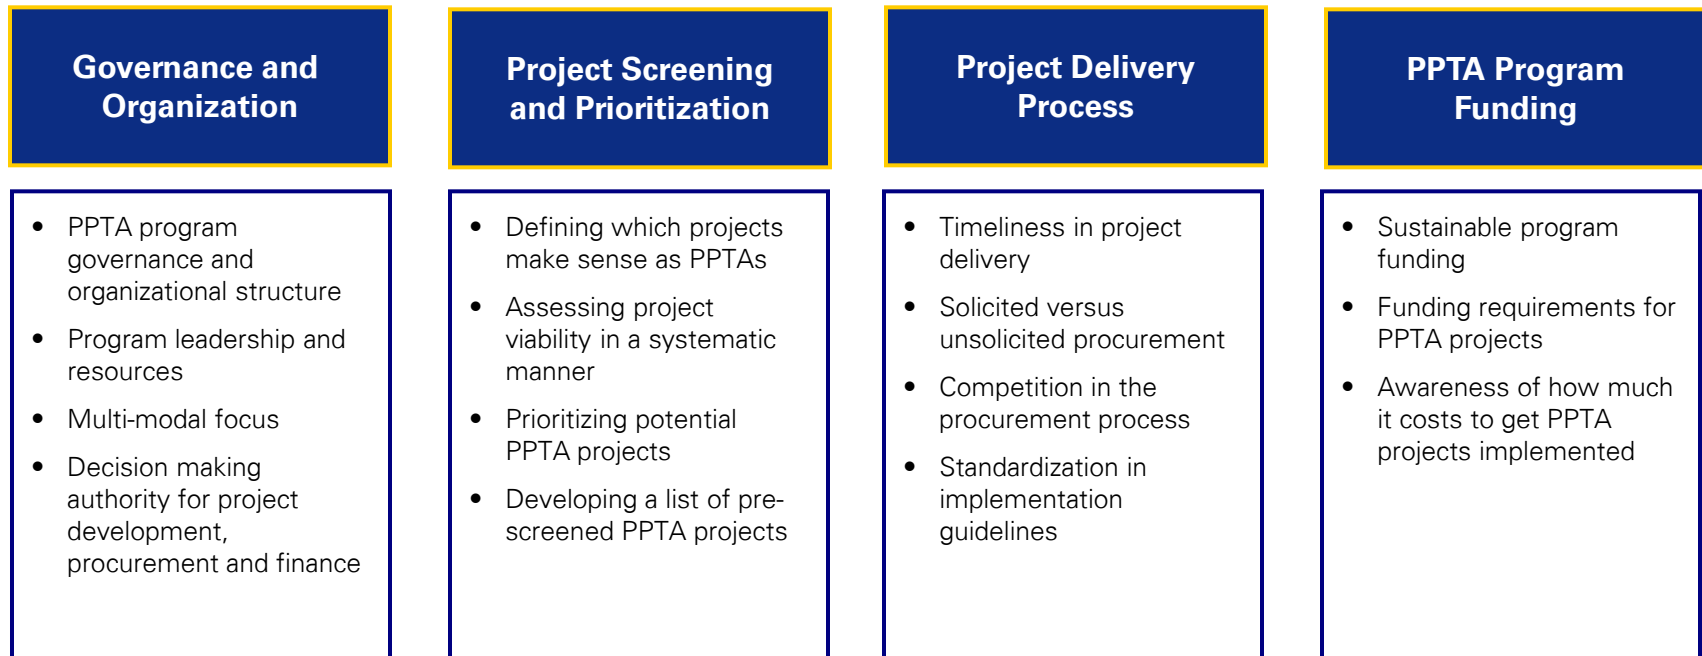 Governance and
Organization
• PPTA program
governance and
organizational structure
• Program leadership and
resources
• Multi-modal focus
• Decision making
authority for project
development,
procurement and finance
Project Screening
and Prioritization
• Defining which projects
make sense as PPTAs
• Assessing project
viability in a systematic
manner
• Prioritizing potential
PPTA projects
• Developing a list of pre-
screened PPTA projects
Project Delivery
Process
• Timeliness in project
delivery
• Solicited versus
unsolicited procurement
• Competition in the
procurement process
• Standardization in
implementation
guidelines
PPTA Program
Funding
• Sustainable program
funding
• Funding requirements for
PPTA projects
• Awareness of how much
it costs to get PPTA
projects implemented